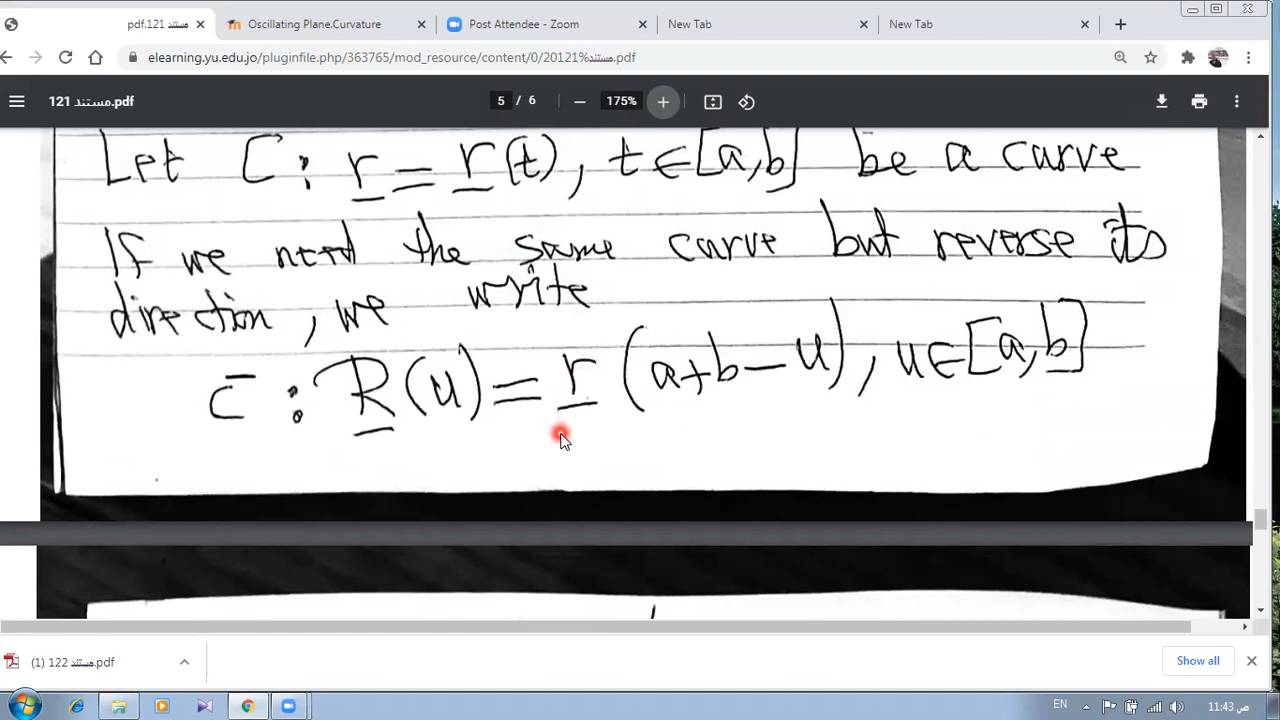 مستند 121.pdf
Oscillating Plane.Curvature
Post Attendee - Zoom
New Tab
New Tab
elearning.yu.edu.jo/pluginfile.php/363765/mod_resource/content/0/20121%مستند.pdf
مستند 121.pdf
5 / 6
175%
Let C : r = r(t), t ∈ [a,b] be a curve
If we need the same curve but reverse its
direction, we write
C̄ : R(u) = r (a+b-u), u ∈ [a,b]
مستند 122 (1).pdf
Show all
EN
11:43 ص